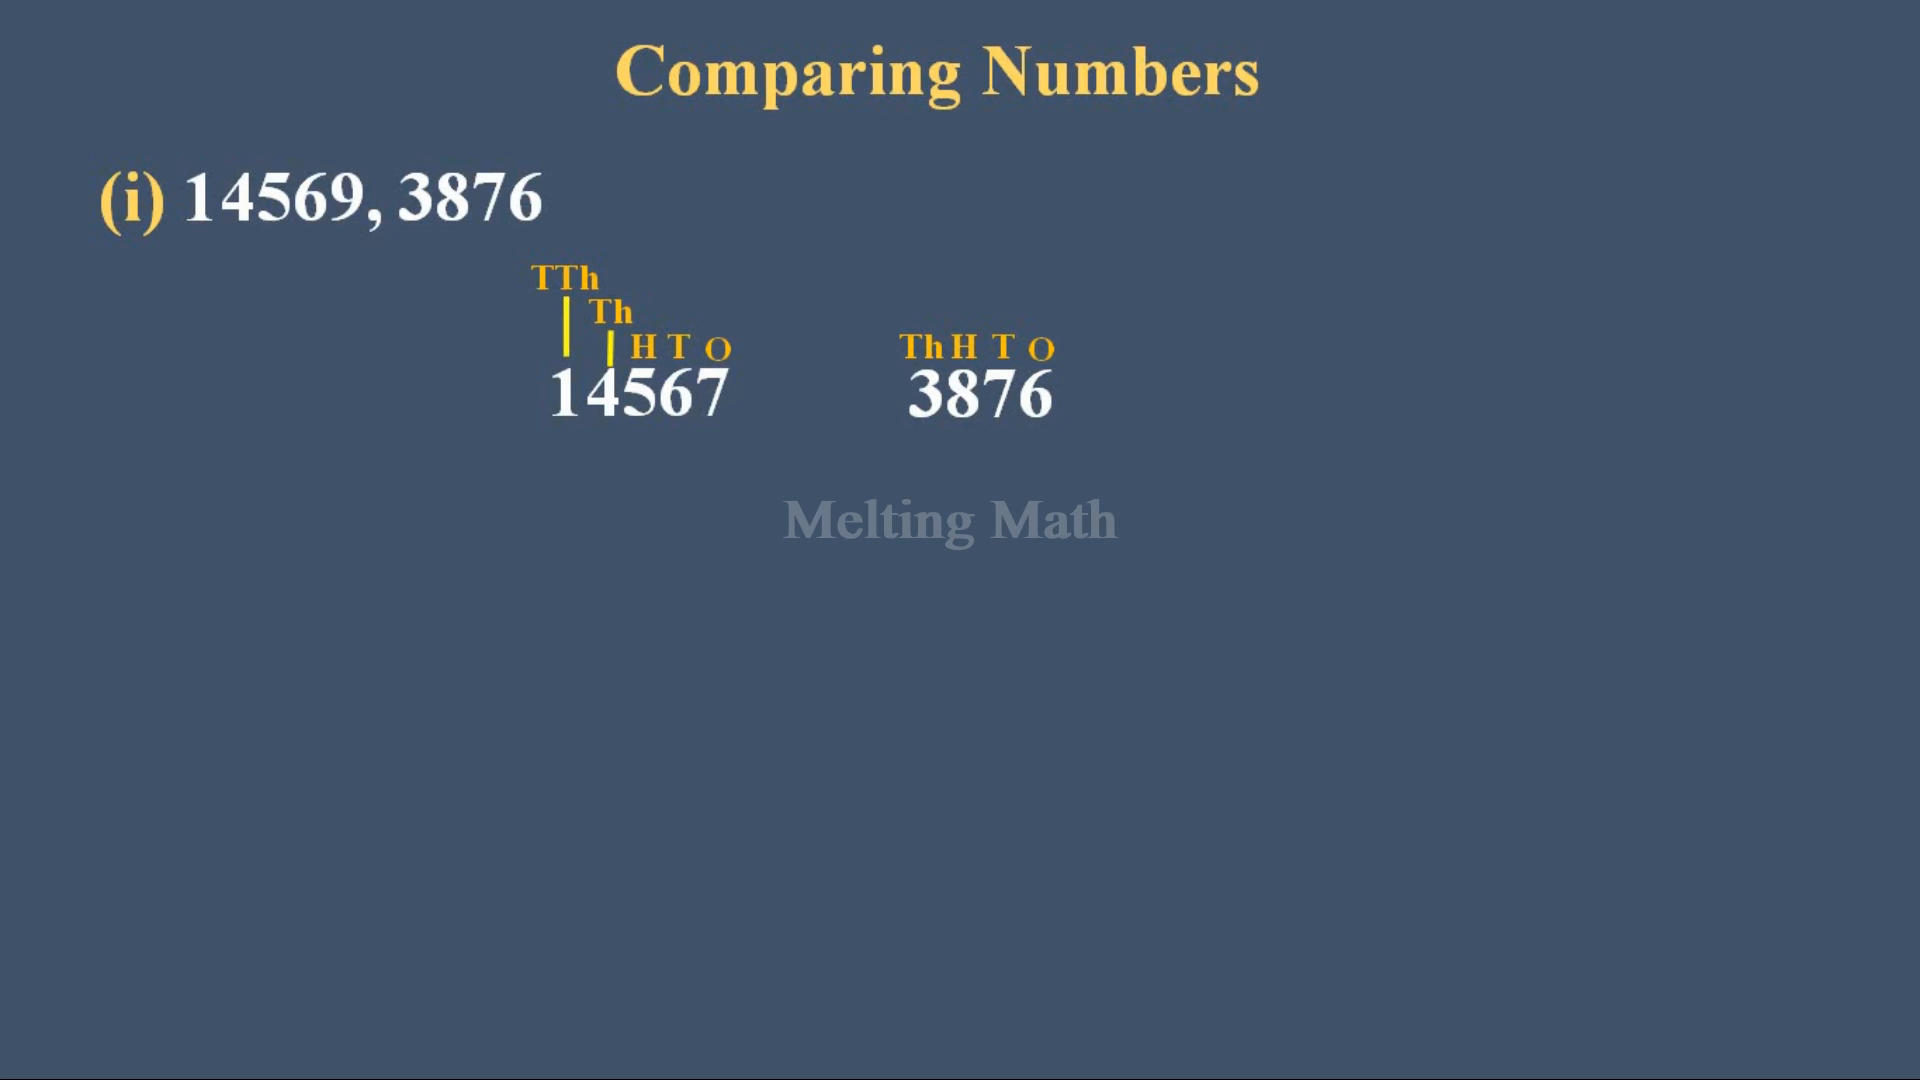 Comparing Numbers
(i) 14569, 3876
TTh
Th
H T O Th H T O
14567 3876
Melting Math